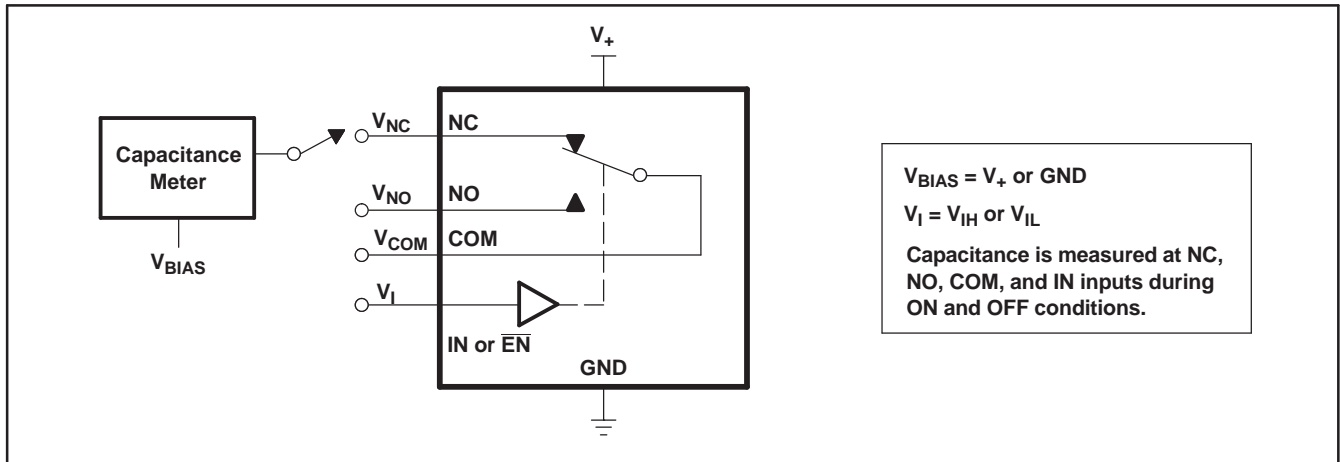 V+
Capacitance
Meter
VBIAS
VNC
NC
VNO
NO
VCOM
COM
VI
IN or E̅N̅
GND
VBIAS = V+ or GND
VI = VIH or VIL
Capacitance is measured at NC,
NO, COM, and IN inputs during
ON and OFF conditions.